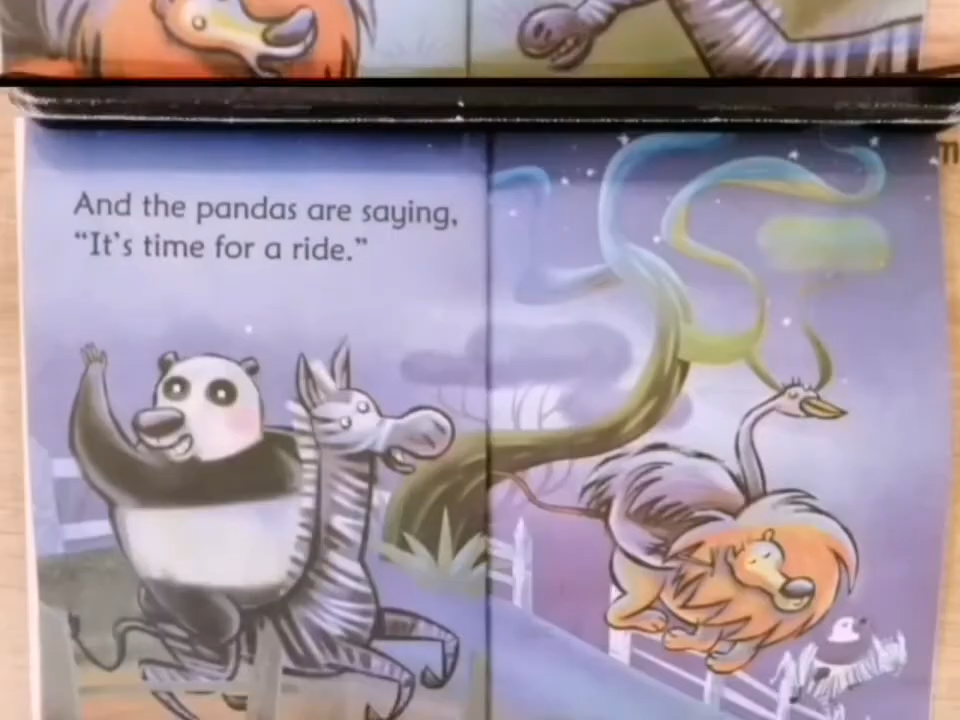 And the pandas are saying,
"It's time for a ride."